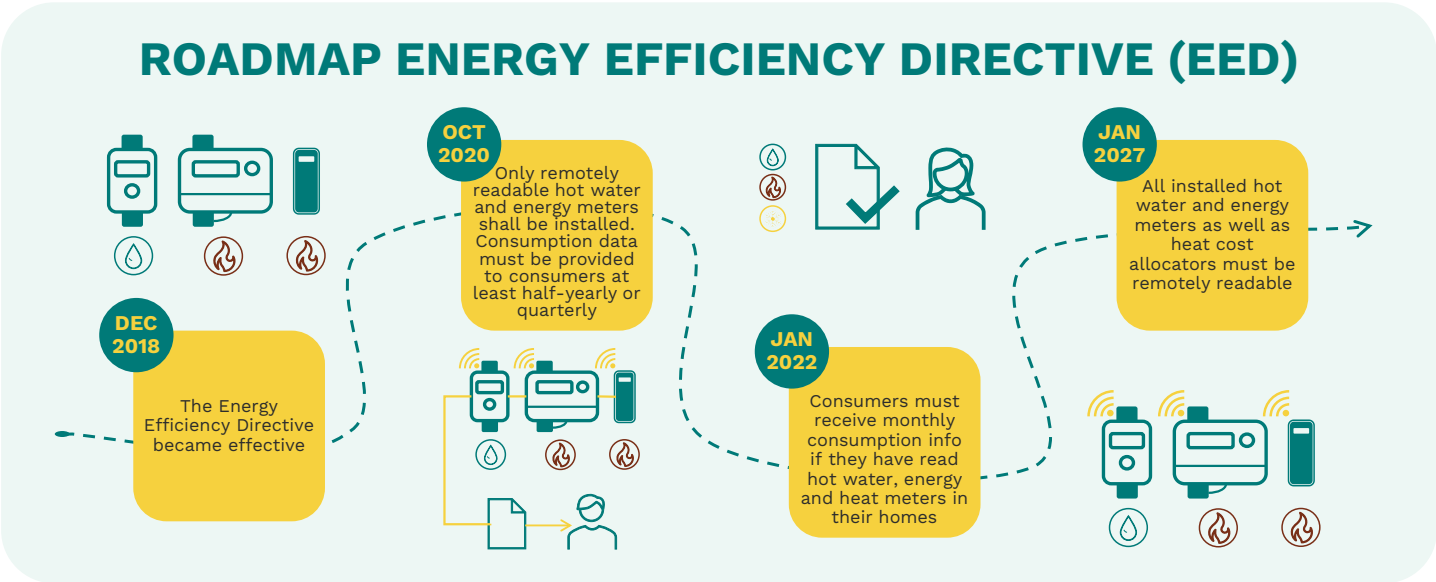 ROADMAP ENERGY EFFICIENCY DIRECTIVE (EED)
DEC
2018
The Energy
Efficiency Directive
became effective
OCT
2020
Only remotely
readable hot water
and energy meters
shall be installed.
Consumption data
must be provided
to consumers at
least half-yearly or
quarterly
JAN
2022
Consumers must
receive monthly
consumption info
if they have read
hot water, energy
and heat meters in
their homes
JAN
2027
All installed hot
water and energy
meters as well as
heat cost
allocators must be
remotely readable